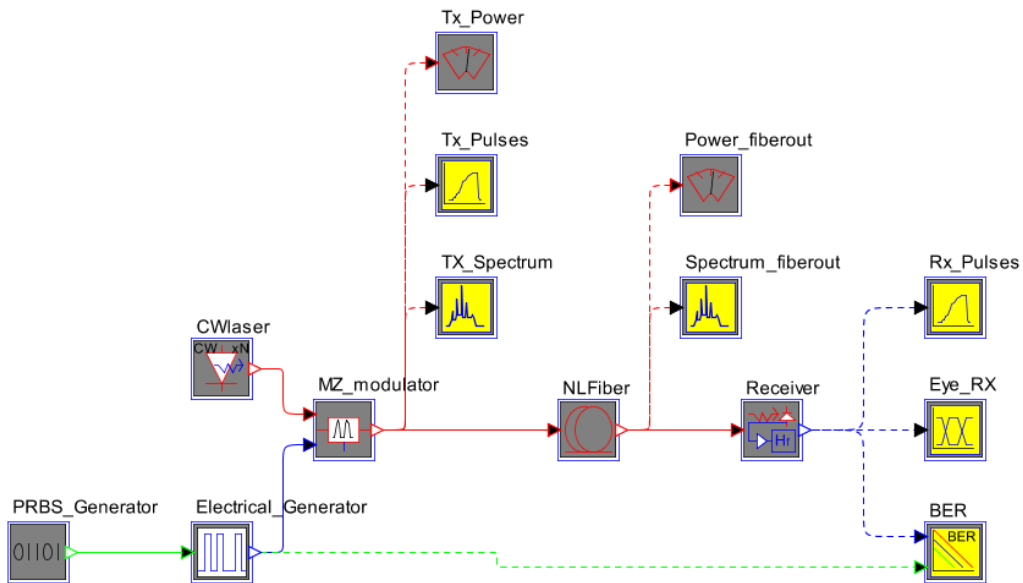 Tx_Power
Tx_Pulses
Power_fiberout
TX_Spectrum
Spectrum_fiberout
Rx_Pulses
CWlaser
CW xN
MZ_modulator
NLFiber
Receiver
Eye_RX
Hr
PRBS_Generator
Electrical_Generator
BER
01101
BER